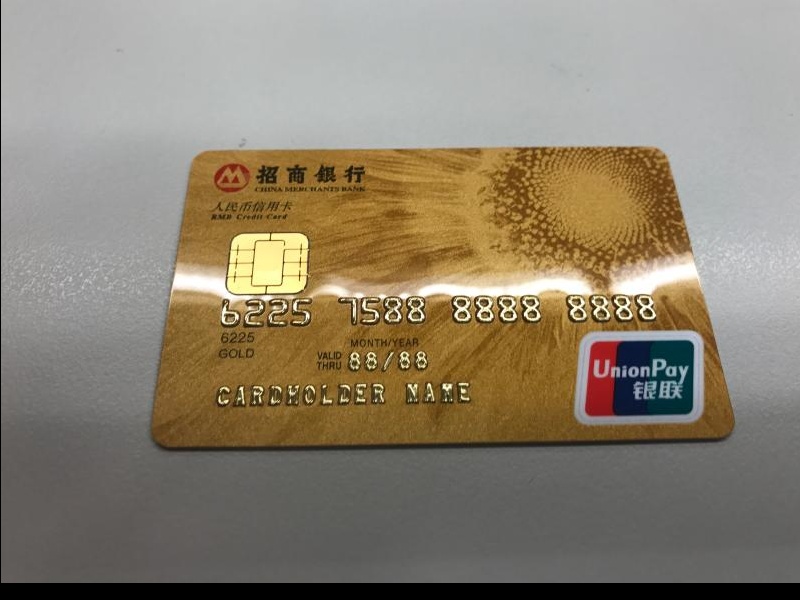 招商银行
CHINA MERCHANTS BANK
人民币信用卡
RMB Credit Card
6225 7588 8888 8888
6225
GOLD
MONTH/YEAR
VALID THRU 88/88
CARDHOLDER NAME
UnionPay
银联